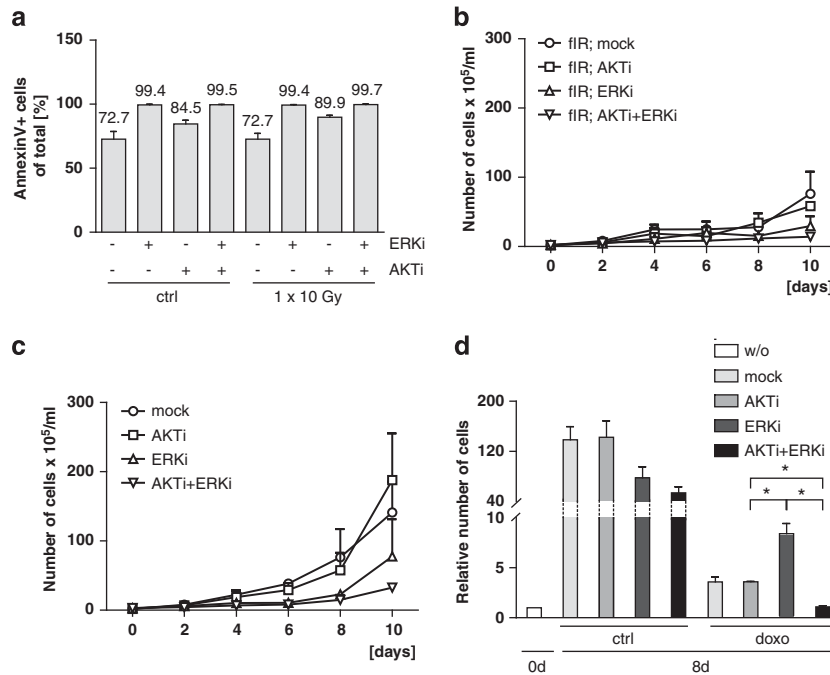 a
150
100
50
0
AnnexinV+ cells
of total [%]
72.7 99.4 84.5 99.5 72.7 99.4 89.9 99.7
- + - + - + - + ERKi
- - + + - - + + AKTi
ctrl 1 x 10 Gy
b
fIR; mock
fIR; AKTi
fIR; ERKi
fIR; AKTi+ERKi
Number of cells x 10⁵/ml
300
200
100
0
0 2 4 6 8 10
[days]
c
mock
AKTi
ERKi
AKTi+ERKi
Number of cells x 10⁵/ml
300
200
100
0
0 2 4 6 8 10
[days]
d
w/o
mock
AKTi
ERKi
AKTi+ERKi
Relative number of cells
200
120
40
10
5
0
*
* *
ctrl doxo
0d 8d